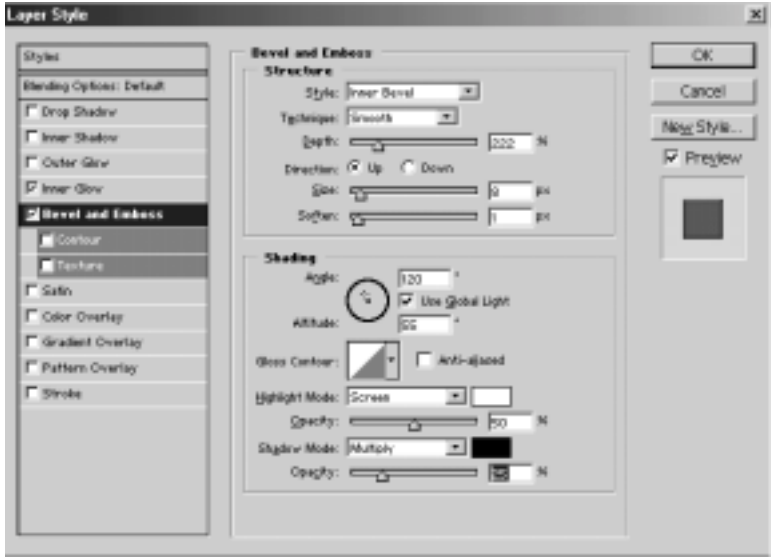 Layer Style
Styles
Blending Options: Default
Drop Shadow
Inner Shadow
Outer Glow
Inner Glow
Bevel and Emboss
Contour
Texture
Satin
Color Overlay
Gradient Overlay
Pattern Overlay
Stroke
Bevel and Emboss
Structure
Style: Inner Bevel
Technique: Smooth
Depth: 222 %
Direction: Up Down
Size: px
Soften: 1 px
Shading
Angle: 120 °
Use Global Light
Altitude: °
Gloss Contour: Anti-aliased
Highlight Mode: Screen
Opacity: 50 %
Shadow Mode: Multiply
Opacity: %
OK
Cancel
New Style...
Preview